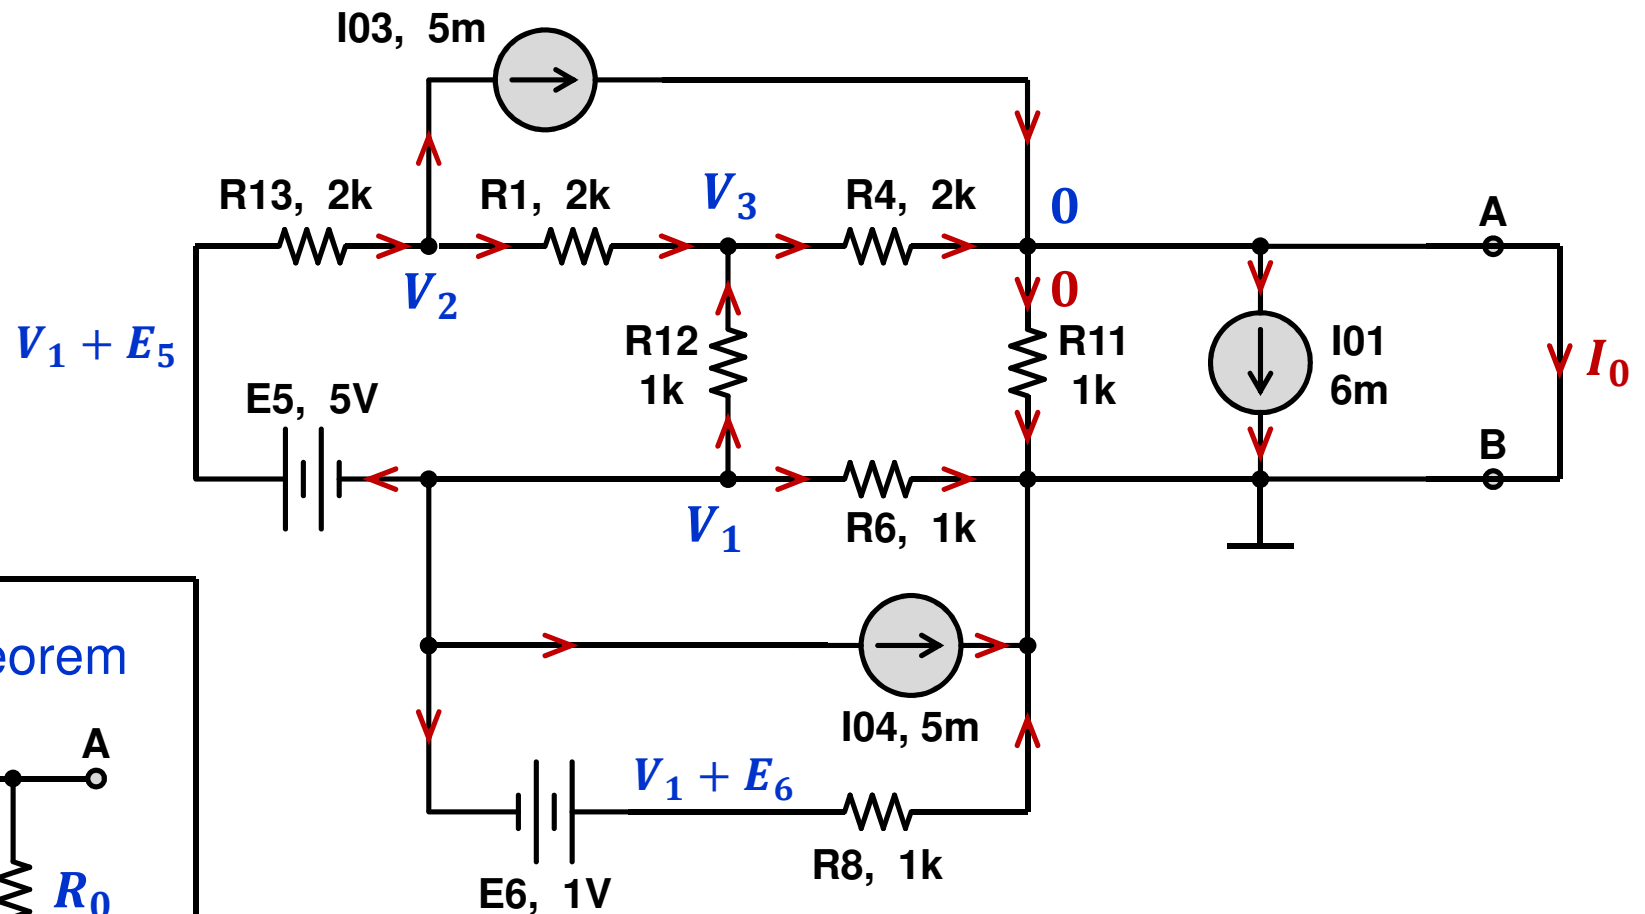 I03, 5m
R13, 2k
R1, 2k
V3
R4, 2k
0
A
V2
0
V1 + E5
R12
1k
R11
1k
I01
6m
I0
E5, 5V
B
V1
R6, 1k
eorem
I04, 5m
A
V1 + E6
R8, 1k
E6, 1V
R0